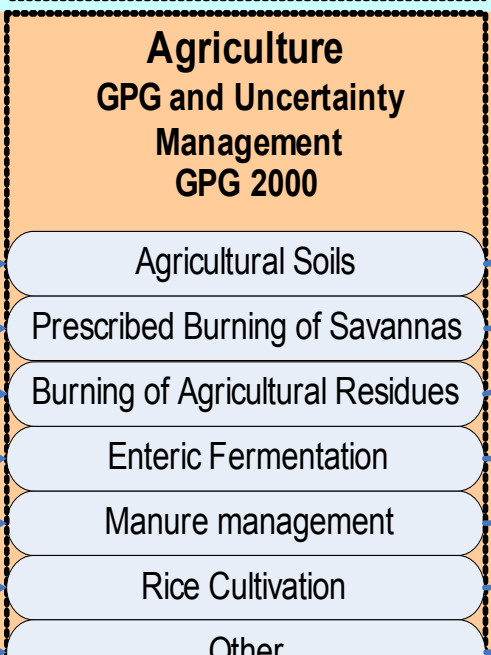 Agriculture
GPG and Uncertainty
Management
GPG 2000
Agricultural Soils
Prescribed Burning of Savannas
Burning of Agricultural Residues
Enteric Fermentation
Manure management
Rice Cultivation
Other